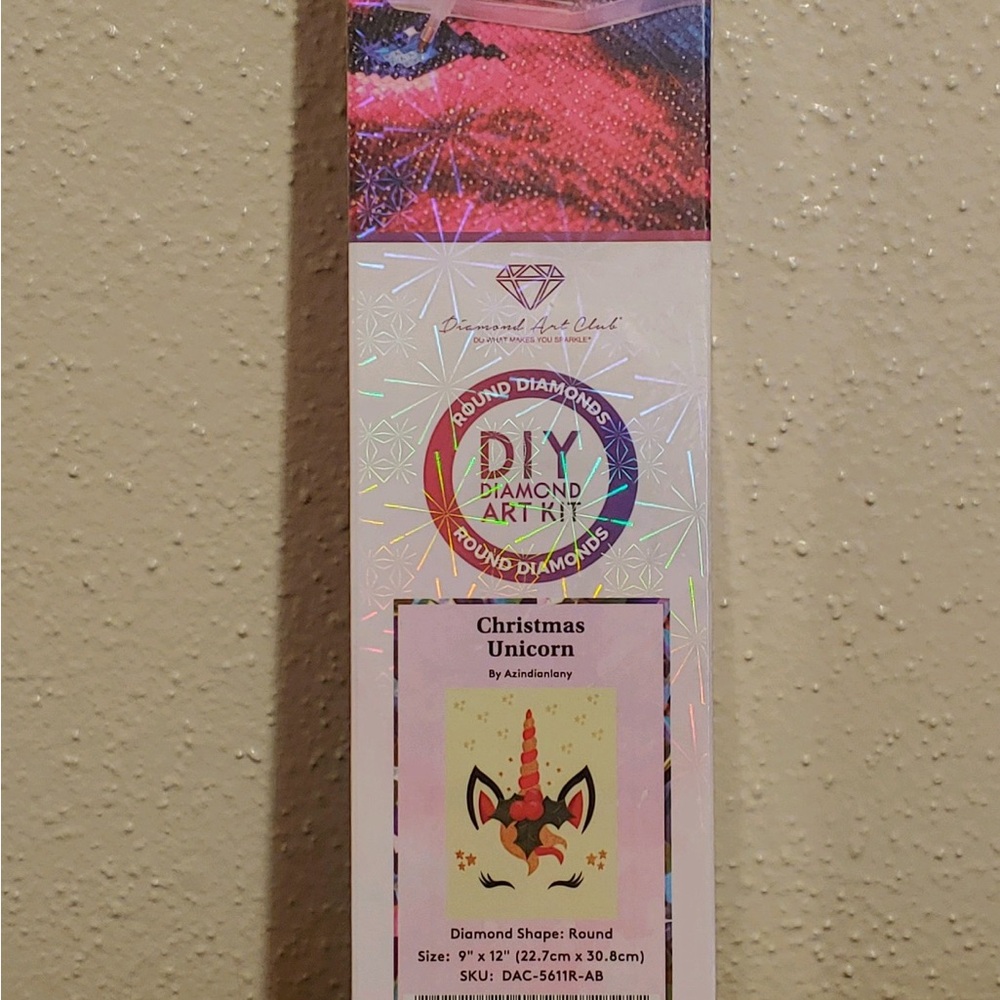 Diamond Art Club®
DO WHAT MAKES YOU SPARKLE®
ROUND DIAMONDS
DIY
DIAMOND
ART KIT
ROUND DIAMONDS
Christmas
Unicorn
By Azindianlany
Diamond Shape: Round
Size: 9" x 12" (22.7cm x 30.8cm)
SKU: DAC-5611R-AB